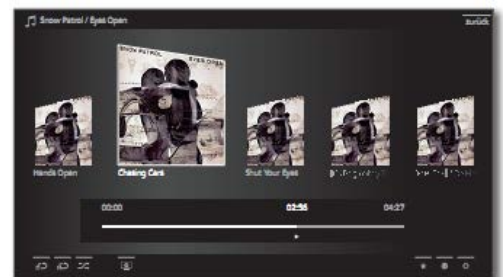 Snow Patrol / Eyes Open
zurück
SNOW PATROL
EYES OPEN
Hands Open
Chasing Cars
Shut Your Eyes
00:00
02:56
04:27